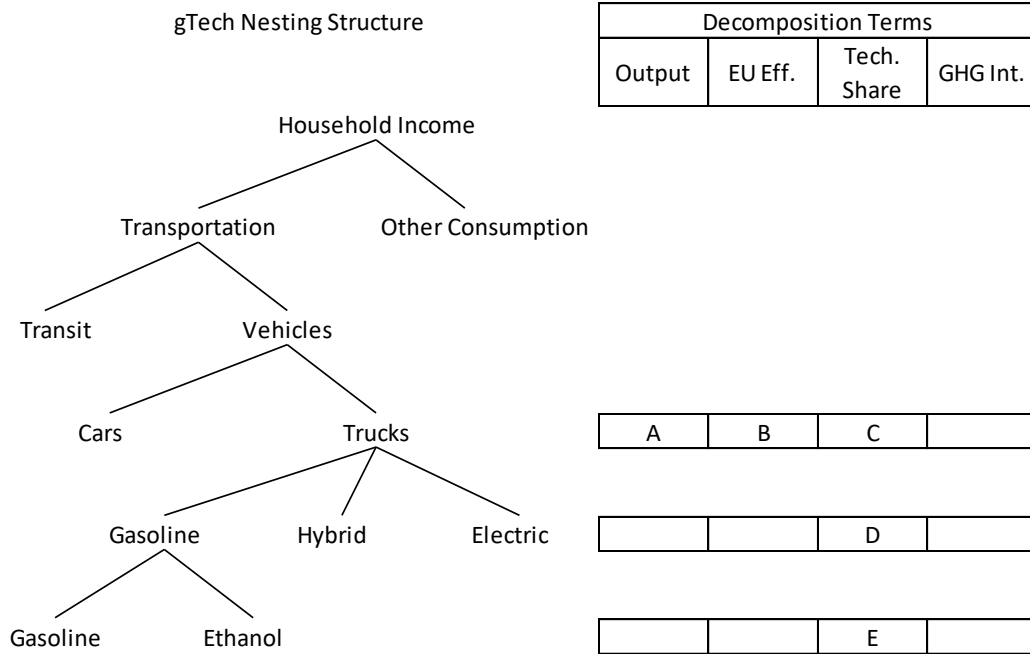 gTech Nesting Structure
Decomposition Terms
Output EU Eff. Tech. Share GHG Int.
Household Income
Transportation Other Consumption
Transit Vehicles
Cars Trucks A B C
Gasoline Hybrid Electric D
Gasoline Ethanol E